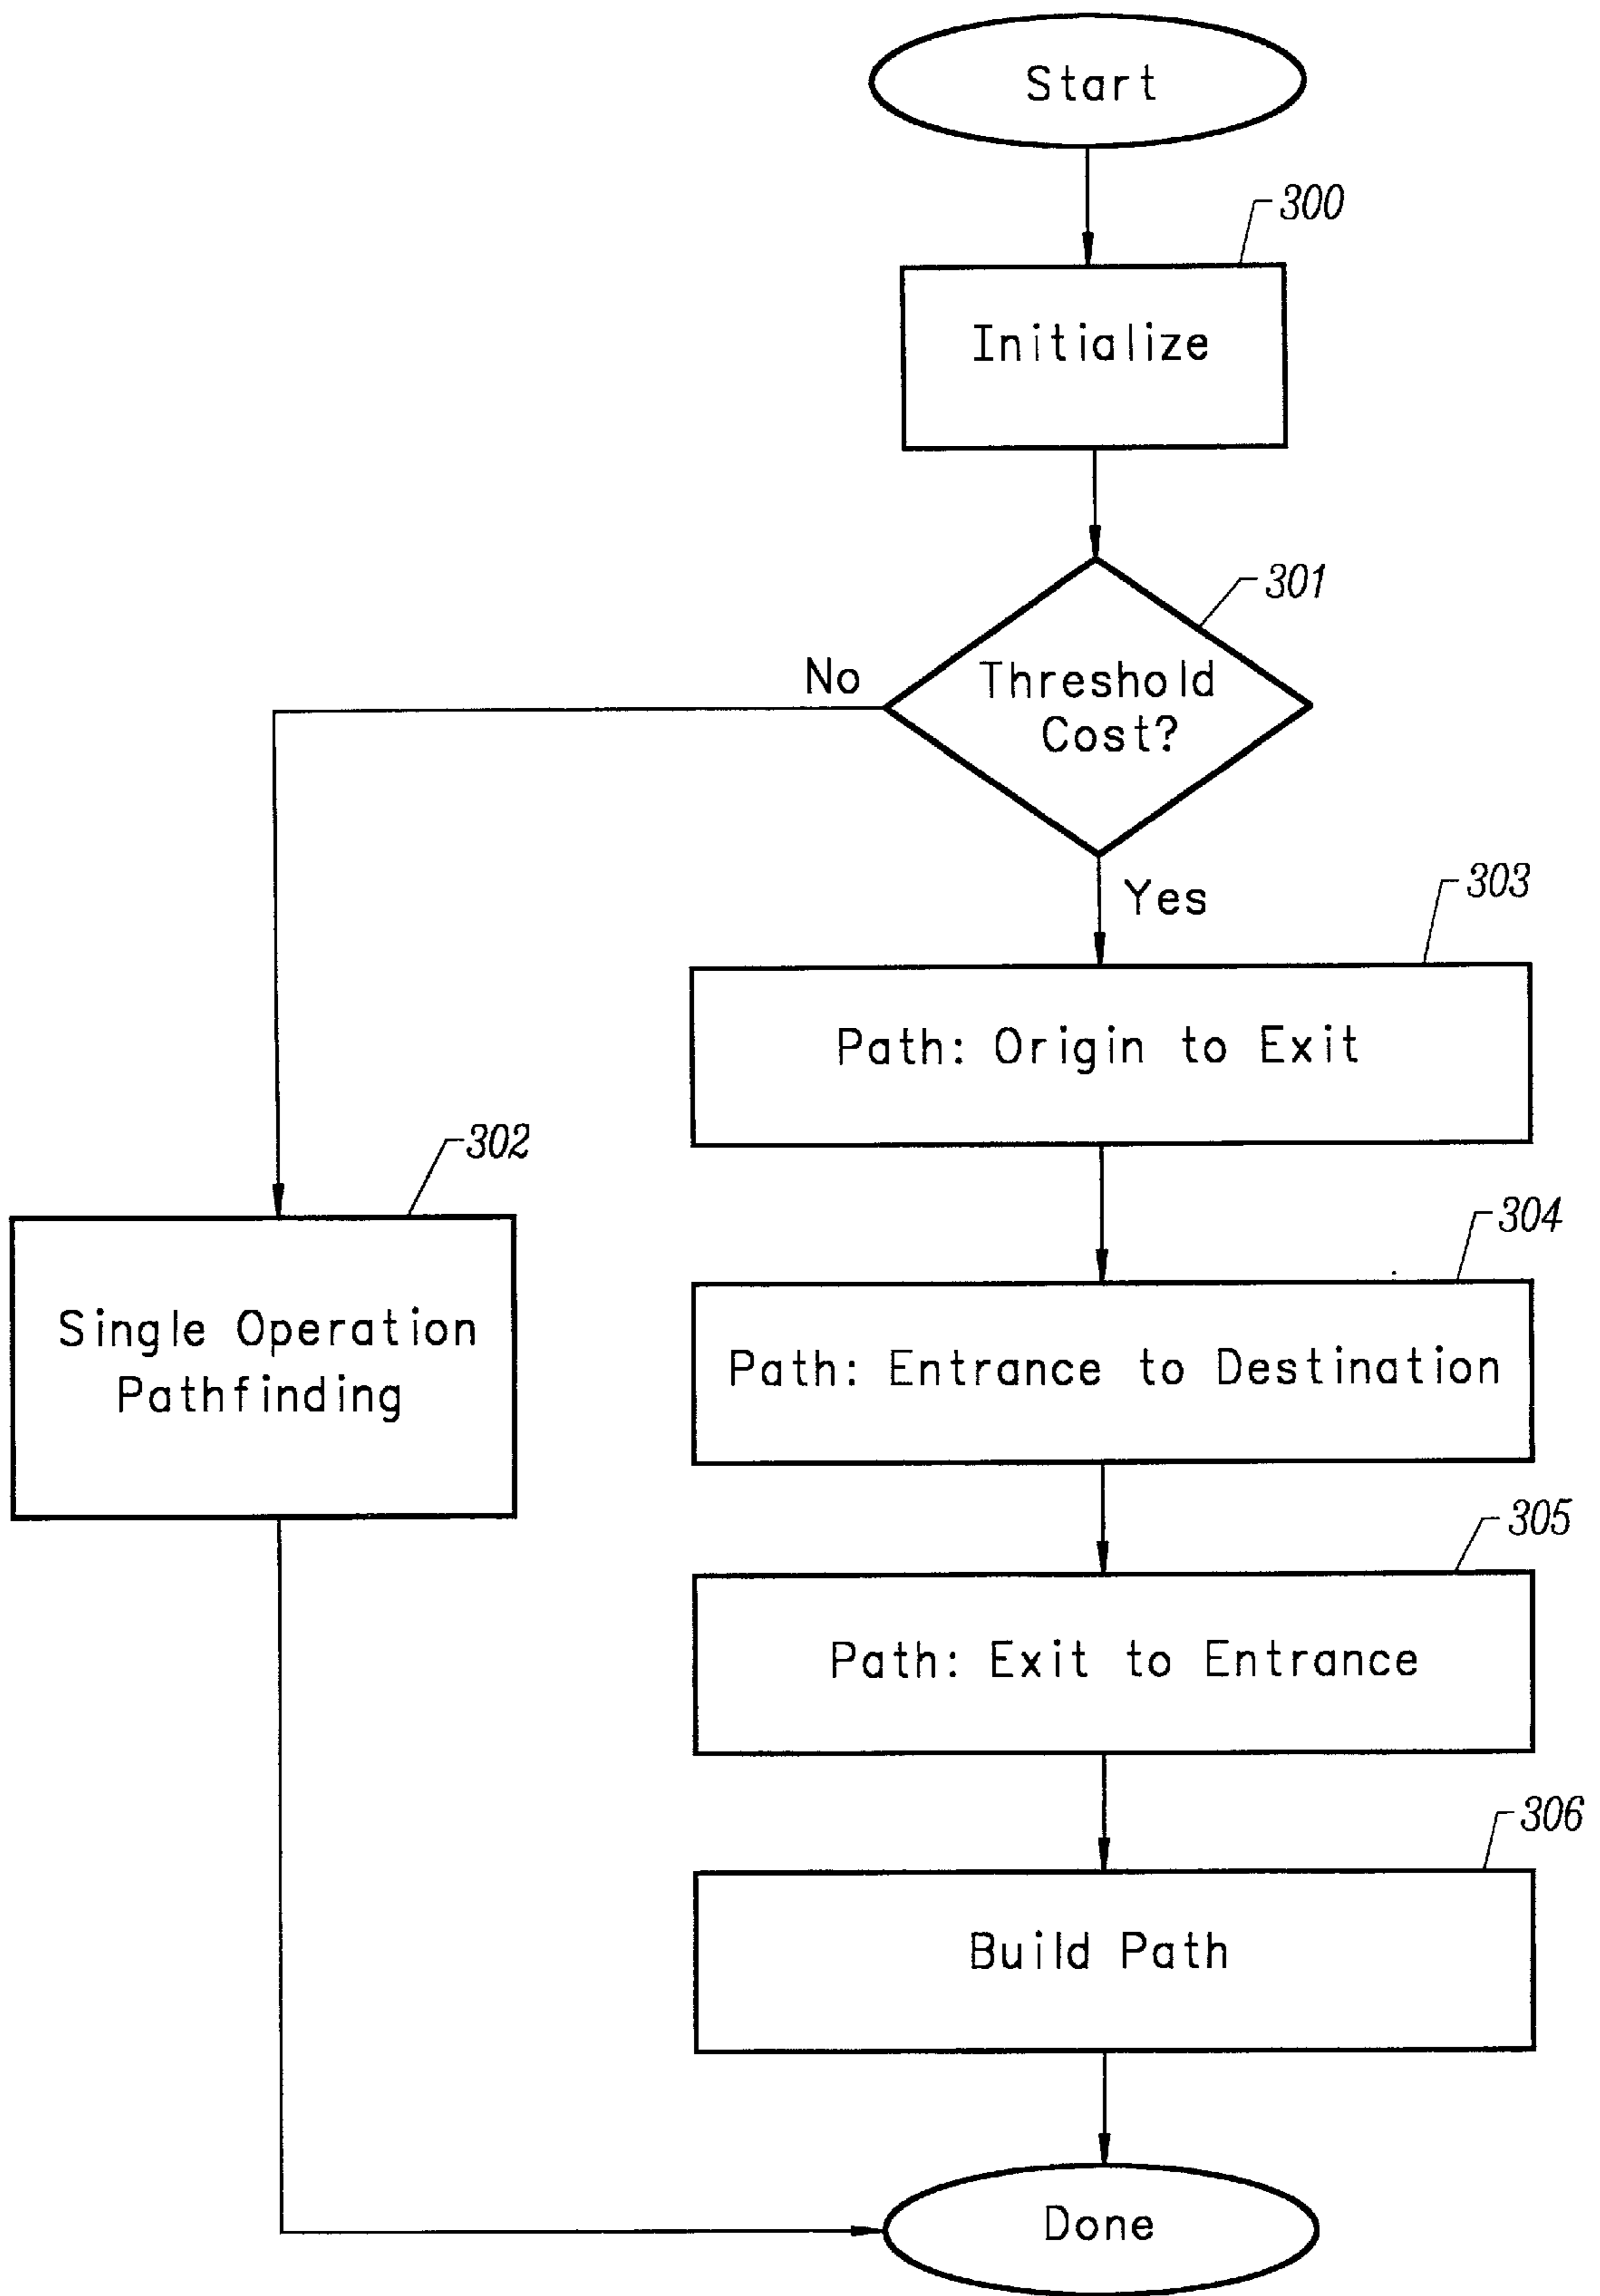 Start
300
Initialize
301
No
Threshold
Cost?
Yes
303
Path: Origin to Exit
302
Single Operation
Pathfinding
304
Path: Entrance to Destination
305
Path: Exit to Entrance
306
Build Path
Done